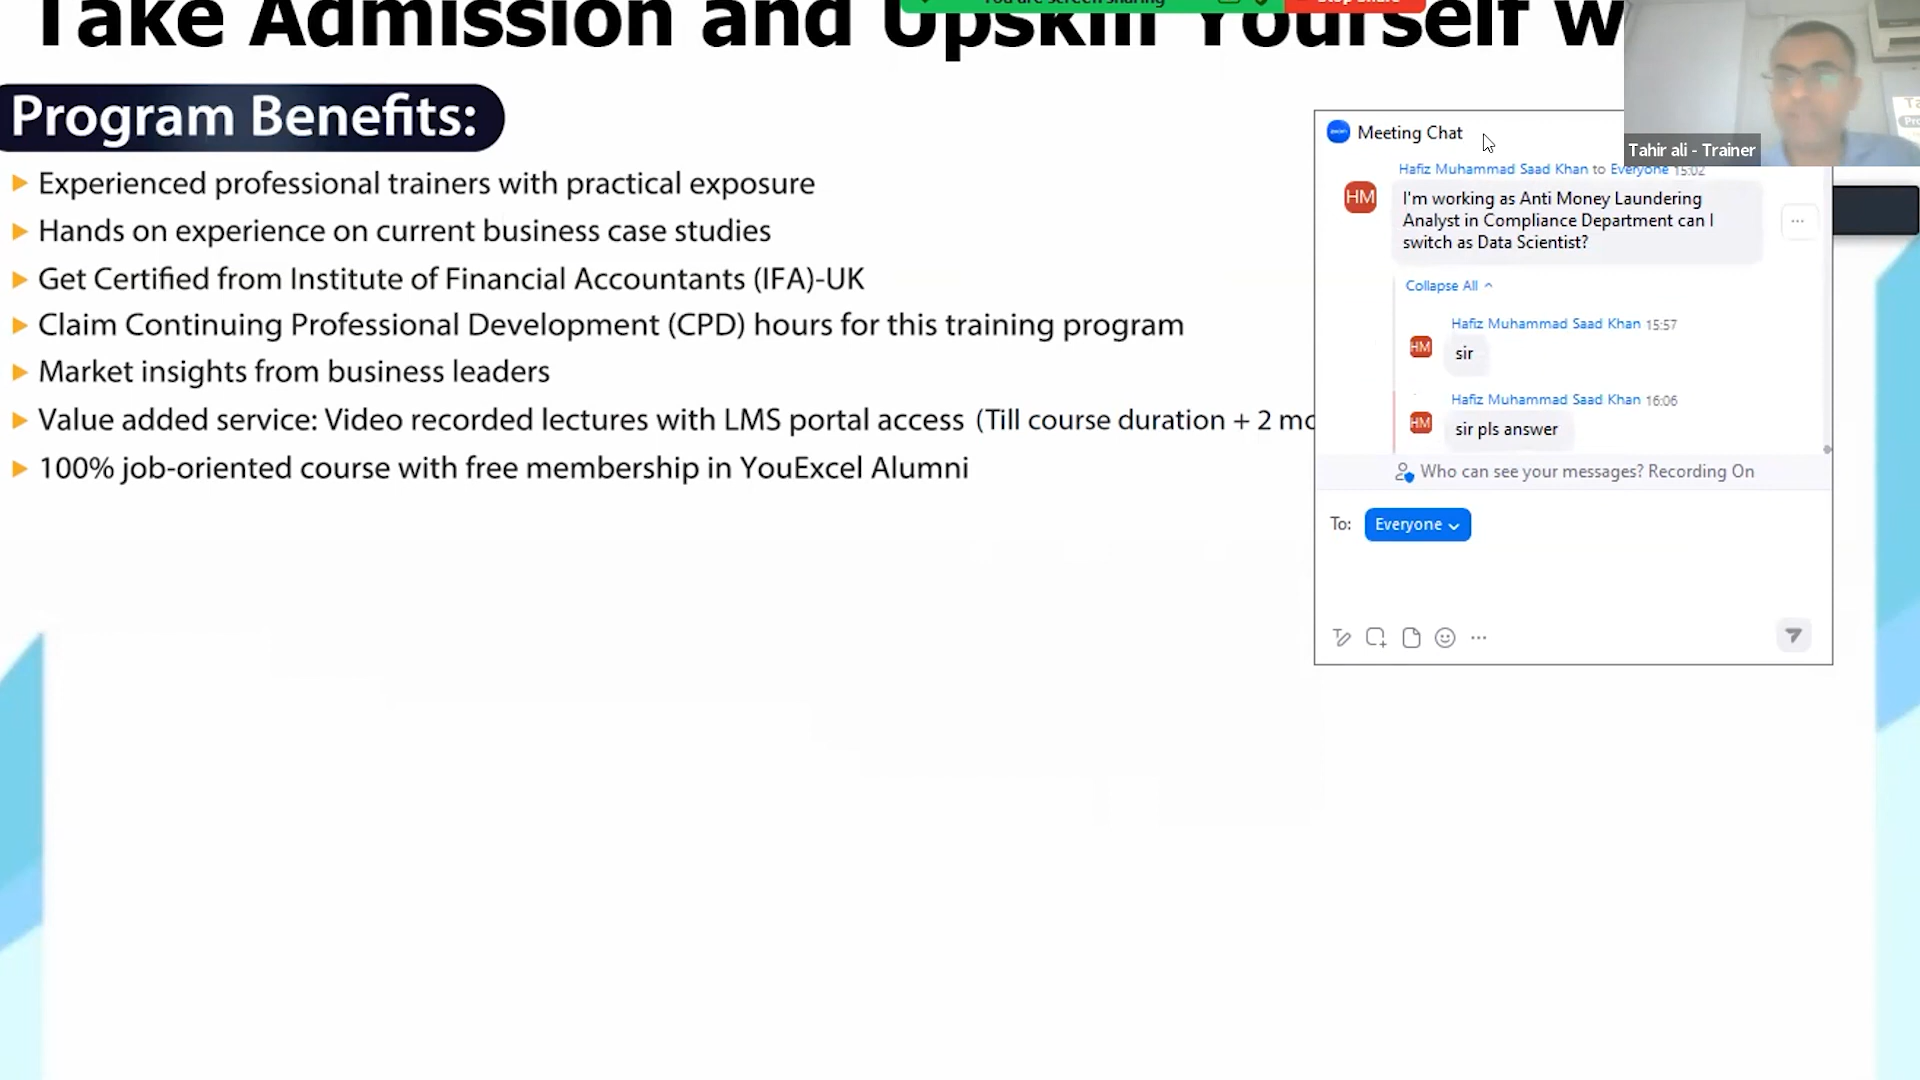 Take Admission and Upskill Yourself w
You are screen sharing
Stop Share
Program Benefits:
Experienced professional trainers with practical exposure
Hands on experience on current business case studies
Get Certified from Institute of Financial Accountants (IFA)-UK
Claim Continuing Professional Development (CPD) hours for this training program
Market insights from business leaders
Value added service: Video recorded lectures with LMS portal access (Till course duration + 2 mo
100% job-oriented course with free membership in YouExcel Alumni
Tahir ali - Trainer
Meeting Chat
Hafiz Muhammad Saad Khan to Everyone 15:02
HM
I'm working as Anti Money Laundering
Analyst in Compliance Department can I
switch as Data Scientist?
Collapse All
Hafiz Muhammad Saad Khan 15:57
HM
sir
Hafiz Muhammad Saad Khan 16:06
HM
sir pls answer
Who can see your messages? Recording On
To: Everyone